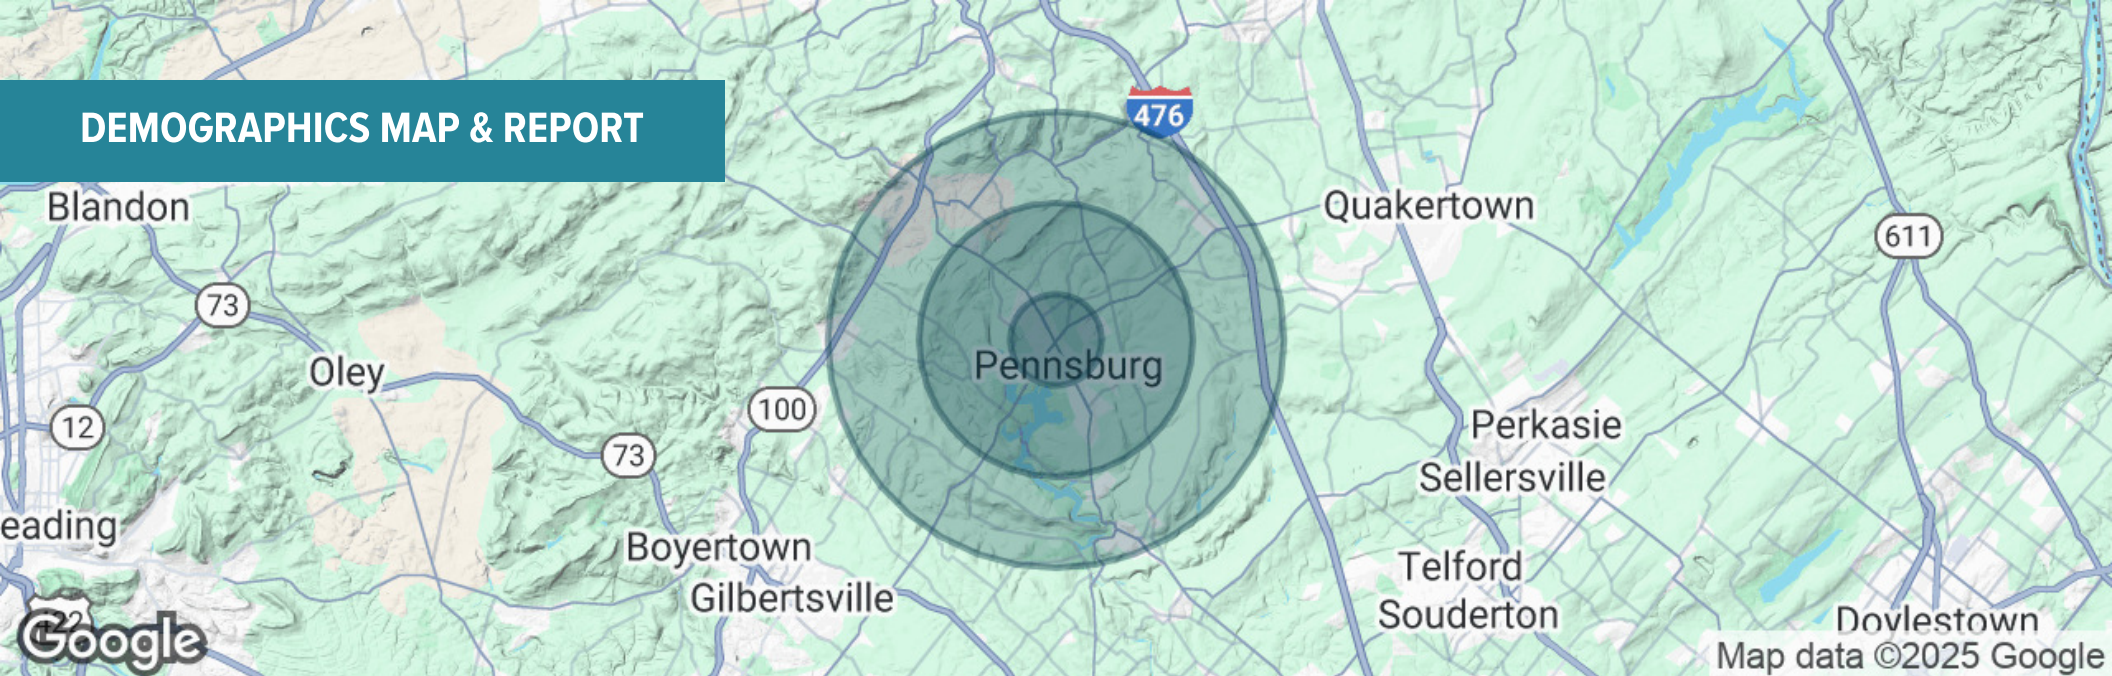 DEMOGRAPHICS MAP & REPORT
476
Blandon
Quakertown
611
73
Oley
Pennsburg
100
12
73
Perkasie
Sellersville
eading
Boyertown
Telford
Gilbertsville
Souderton
422
Doylestown
Google
Map data ©2025 Google